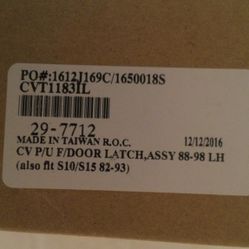 PO#:1612J169C/1650018S
CVT1183IL
29-7712
MADE IN TAIWAN R.O.C. 12/12/2016
CV P/U F/DOOR LATCH,ASSY 88-98 LH
(also fit S10/S15 82-93)